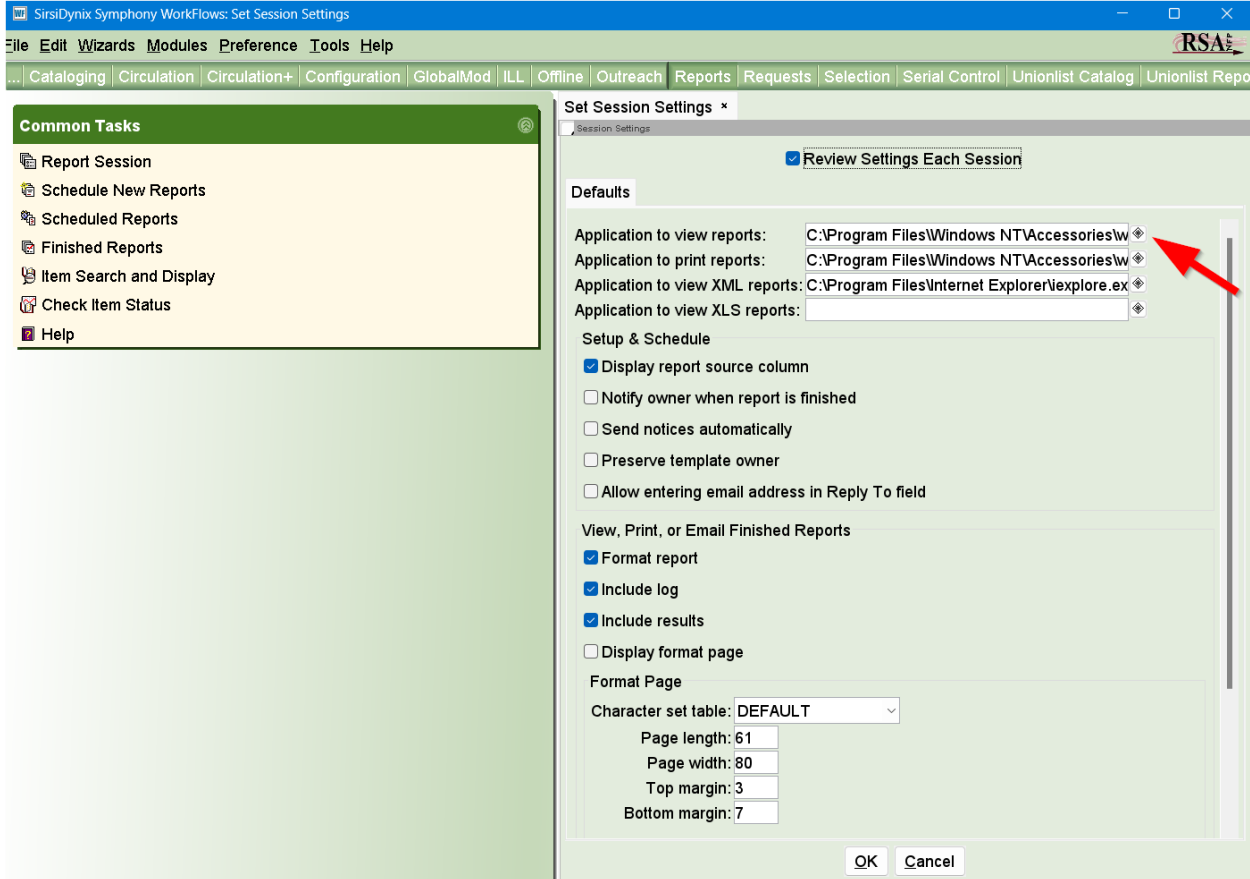 SirsiDynix Symphony WorkFlows: Set Session Settings
File Edit Wizards Modules Preference Tools Help
RSA
... Cataloging Circulation Circulation+ Configuration GlobalMod ILL Offline Outreach Reports Requests Selection Serial Control Unionlist Catalog Unionlist Repo
Common Tasks
Report Session
Schedule New Reports
Scheduled Reports
Finished Reports
Item Search and Display
Check Item Status
Help
Set Session Settings ×
Session Settings
Review Settings Each Session
Defaults
Application to view reports: C:\Program Files\Windows NT\Accessories\w
Application to print reports: C:\Program Files\Windows NT\Accessories\w
Application to view XML reports: C:\Program Files\Internet Explorer\iexplore.ex
Application to view XLS reports:
Setup & Schedule
Display report source column
Notify owner when report is finished
Send notices automatically
Preserve template owner
Allow entering email address in Reply To field
View, Print, or Email Finished Reports
Format report
Include log
Include results
Display format page
Format Page
Character set table: DEFAULT
Page length: 61
Page width: 80
Top margin: 3
Bottom margin: 7
OK Cancel